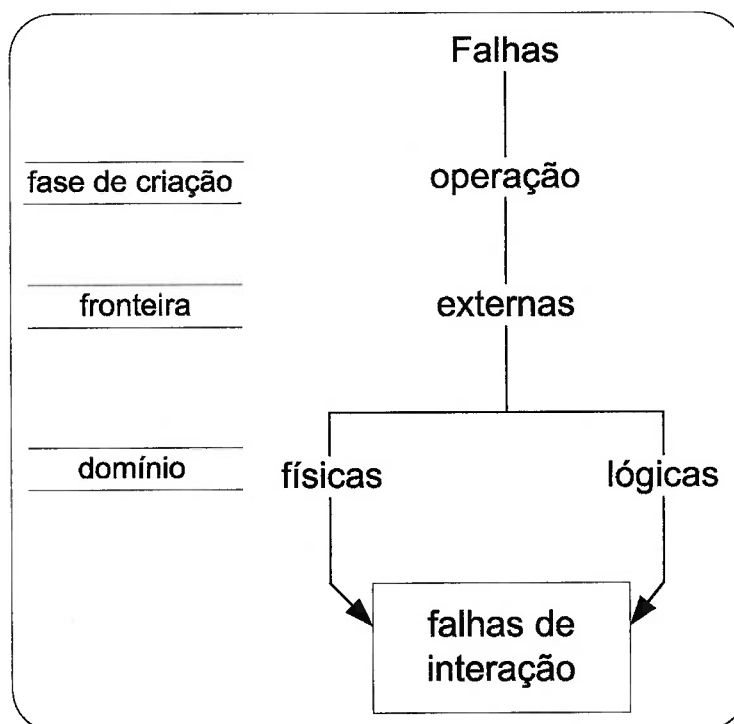 Falhas
fase de criação
operação
fronteira
externas
domínio
físicas
lógicas
falhas de
interação